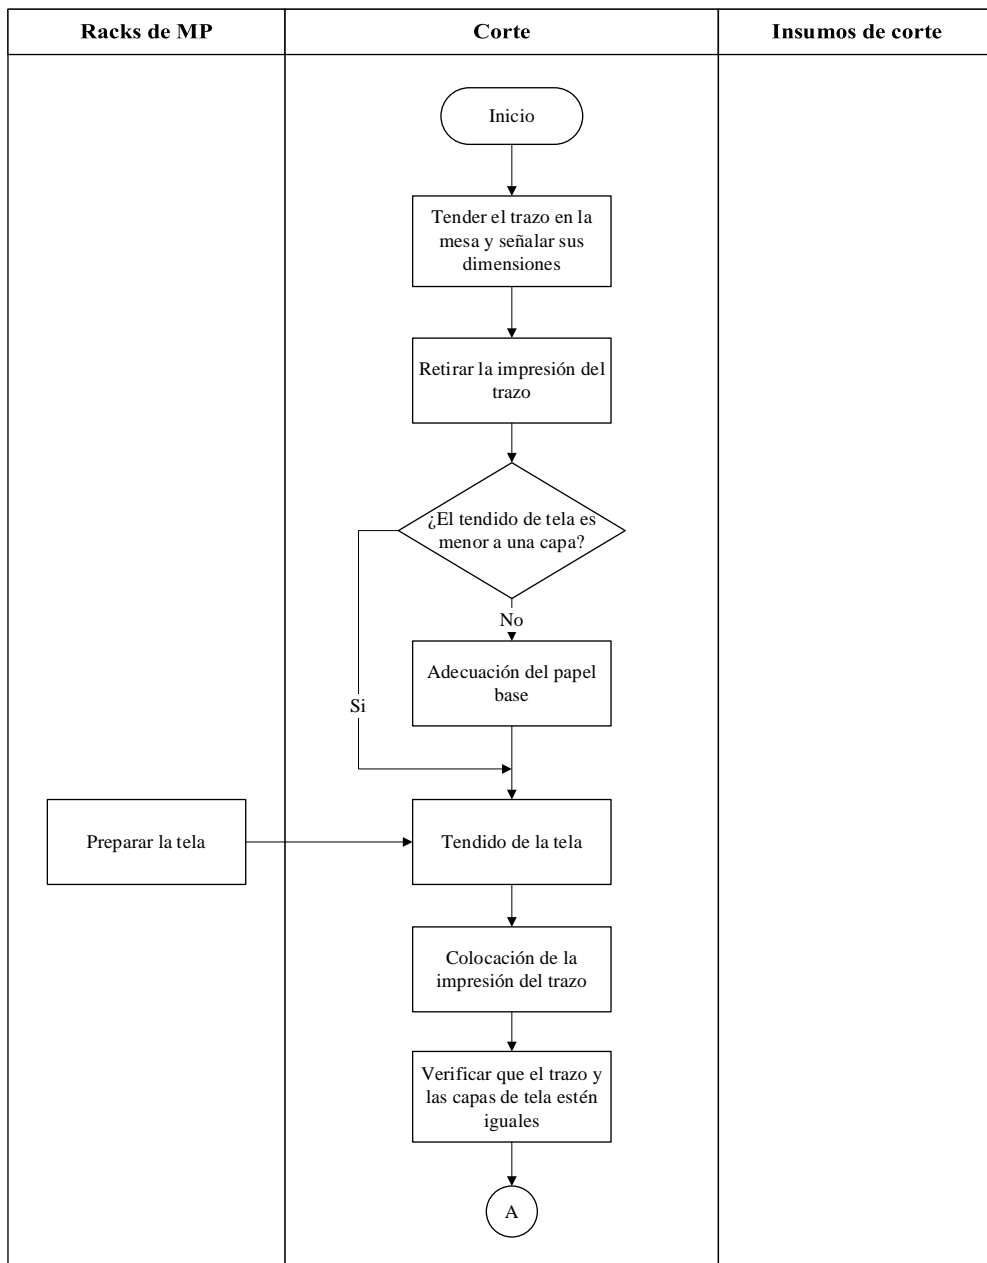 Racks de MP
Corte
Insumos de corte
Inicio
Tender el trazo en la
mesa y señalar sus
dimensiones
Retirar la impresión del
trazo
¿El tendido de tela es
menor a una capa?
No
Adecuación del papel
base
Si
Preparar la tela
Tendido de la tela
Colocación de la
impresión del trazo
Verificar que el trazo y
las capas de tela estén
iguales
A